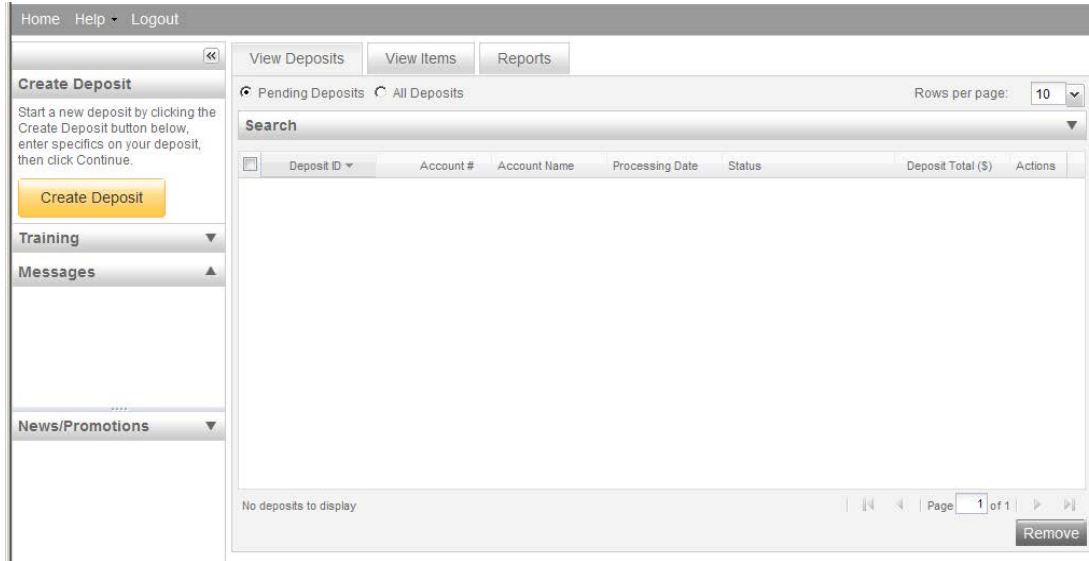 Home Help Logout
Create Deposit
Start a new deposit by clicking the
Create Deposit button below,
enter specifics on your deposit,
then click Continue.
Create Deposit
Training
Messages
News/Promotions
View Deposits View Items Reports
Pending Deposits All Deposits Rows per page: 10
Search
Deposit ID Account # Account Name Processing Date Status Deposit Total ($) Actions
No deposits to display Page 1 of 1
Remove